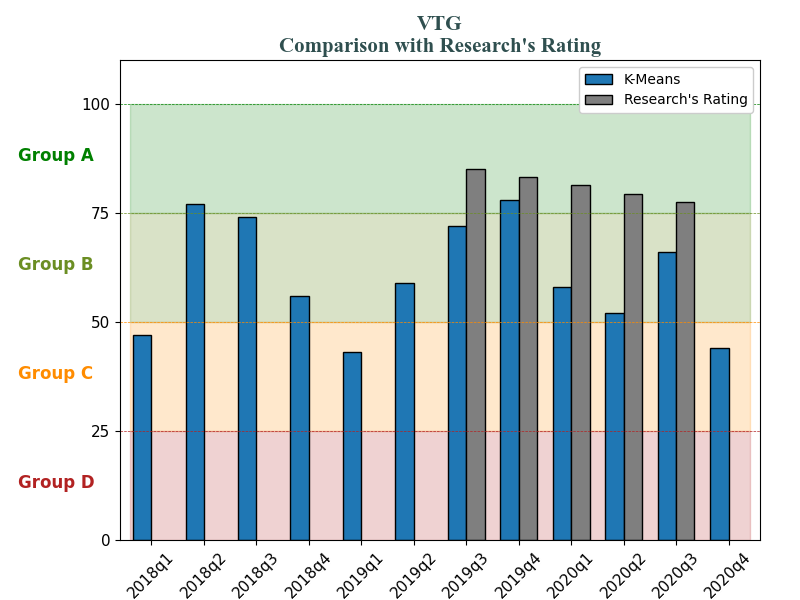 VTG
Comparison with Research's Rating
K-Means
Research's Rating
100
Group A
75
Group B
50
Group C
25
Group D
0
2018q1
2018q2
2018q3
2018q4
2019q1
2019q2
2019q3
2019q4
2020q1
2020q2
2020q3
2020q4